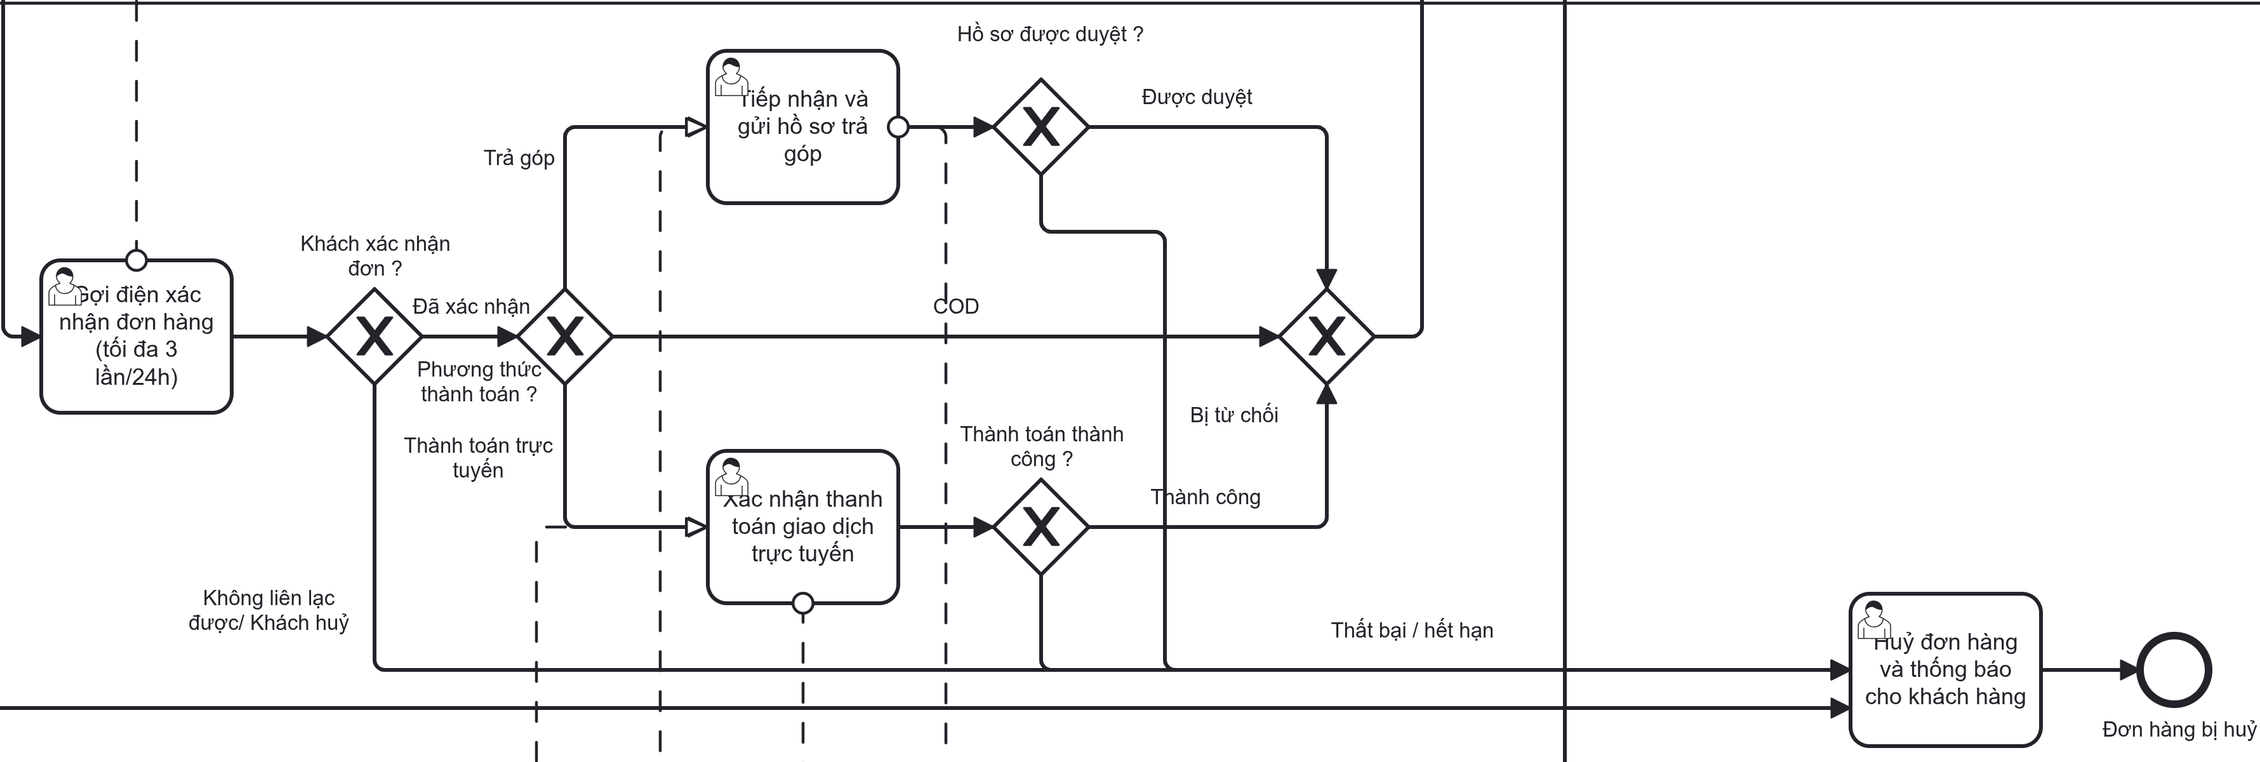 Hồ sơ được duyệt ?
Tiếp nhận và
gửi hồ sơ trả
góp
Được duyệt
Trả góp
Khách xác nhận
đơn ?
Gọi điện xác
nhận đơn hàng
(tối đa 3
lần/24h)
Đã xác nhận
COD
Phương thức
thành toán ?
Bị từ chối
Thành toán trực
tuyến
Thành toán thành
công ?
Xác nhận thanh
toán giao dịch
trực tuyến
Thành công
Không liên lạc
được/ Khách huỷ
Thất bại / hết hạn
Huỷ đơn hàng
và thống báo
cho khách hàng
Đơn hàng bị huỷ